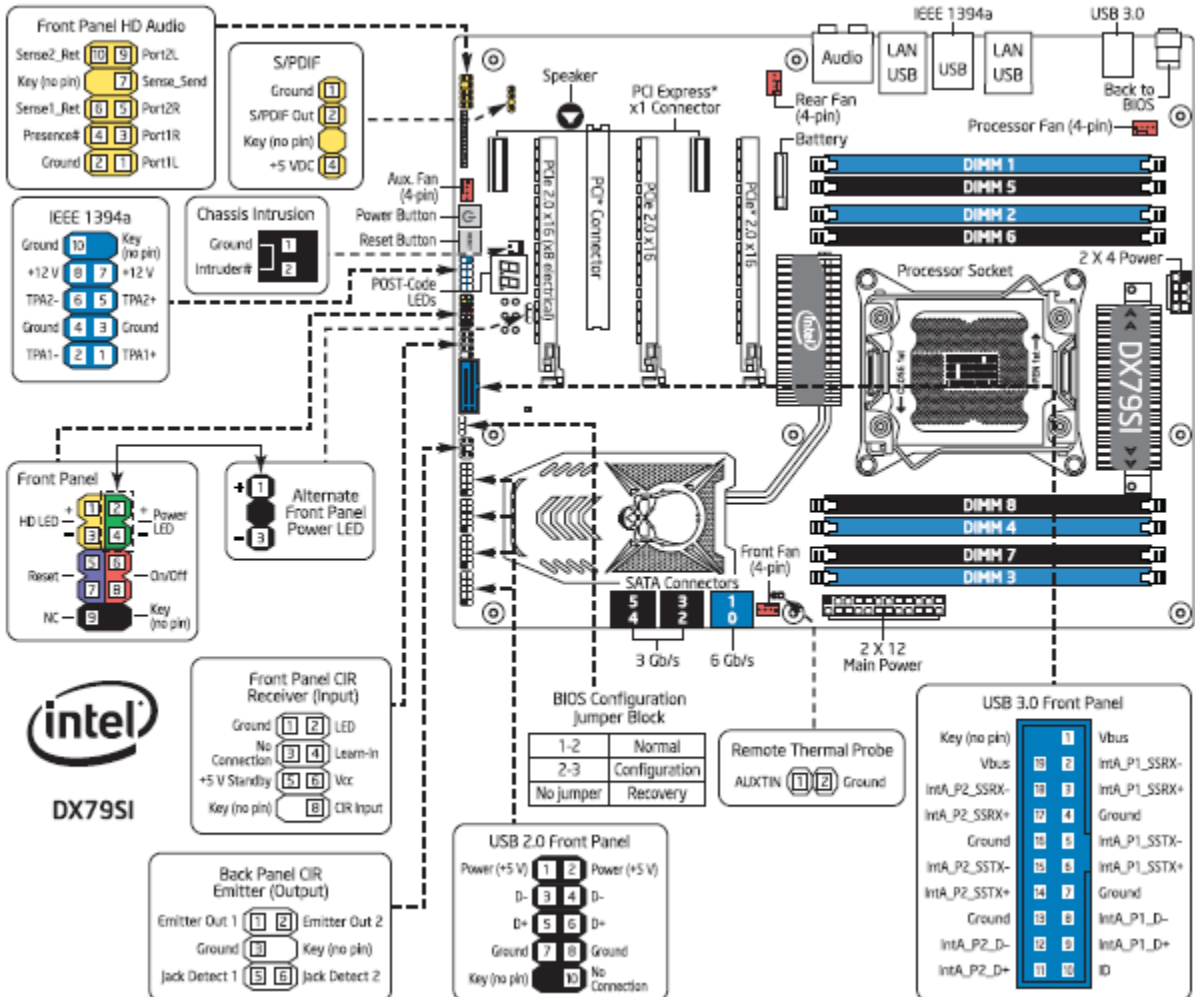 Front Panel HD Audio
Sense2_Ret 10 9 Port2L
Key (no pin) 7 Sense_Send
Sense1_Ret 6 5 Port2R
Presence# 4 3 Port1R
Ground 2 1 Port1L
S/PDIF
Ground 1
S/PDIF Out 2
Key (no pin)
+5 VDC 4
IEEE 1394a
Ground 10 Key (no pin)
+12 V 8 7 +12 V
TPA2- 6 5 TPA2+
Ground 4 3 Ground
TPA1- 2 1 TPA1+
Chassis Intrusion
Ground 1
Intruder# 2
Speaker
PCI Express*
x1 Connector
Rear Fan
(4-pin)
Battery
Audio
LAN
USB
IEEE 1394a
USB
LAN
USB
USB 3.0
Back to
BIOS
Processor Fan (4-pin)
Aux. Fan
(4-pin)
Power Button
Reset Button
POST-Code
LEDs
PCIe 2.0 x16 (x8 electrical)
PCI* Connector
PCIe 2.0 x16
PCIe* 2.0 x16
DIMM 1
DIMM 5
DIMM 2
DIMM 6
2 X 4 Power
Processor Socket
CLOSE 1st
OPEN 1st
intel
DX79SI
DIMM 8
DIMM 4
DIMM 7
DIMM 3
Front Fan
(4-pin)
SATA Connectors
5 3 1
4 2 0
3 Gb/s 6 Gb/s
2 X 12
Main Power
Front Panel
HD LED + 1 2 + Power LED
- 3 4 -
Reset 5 6 On/Off
7 8
NC 9 Key (no pin)
+ 1
- 3
Alternate
Front Panel
Power LED
intel
DX79SI
Front Panel CIR
Receiver (Input)
Ground 1 2 LED
No Connection 3 4 Learn-In
+5 V Standby 5 6 Vcc
Key (no pin) 8 CIR Input
Back Panel CIR
Emitter (Output)
Emitter Out 1 1 2 Emitter Out 2
Ground 3 Key (no pin)
Jack Detect 1 5 6 Jack Detect 2
BIOS Configuration
Jumper Block
1-2 Normal
2-3 Configuration
No jumper Recovery
Remote Thermal Probe
AUXTIN 1 2 Ground
USB 2.0 Front Panel
Power (+5 V) 1 2 Power (+5 V)
D- 3 4 D-
D+ 5 6 D+
Ground 7 8 Ground
Key (no pin) 10 No Connection
USB 3.0 Front Panel
Key (no pin) 1 Vbus
Vbus 19 2 IntA_P1_SSRX-
IntA_P2_SSRX- 18 3 IntA_P1_SSRX+
IntA_P2_SSRX+ 17 4 Ground
Ground 16 5 IntA_P1_SSTX-
IntA_P2_SSTX- 15 6 IntA_P1_SSTX+
IntA_P2_SSTX+ 14 7 Ground
Ground 13 8 IntA_P1_D-
IntA_P2_D- 12 9 IntA_P1_D+
IntA_P2_D+ 11 10 ID